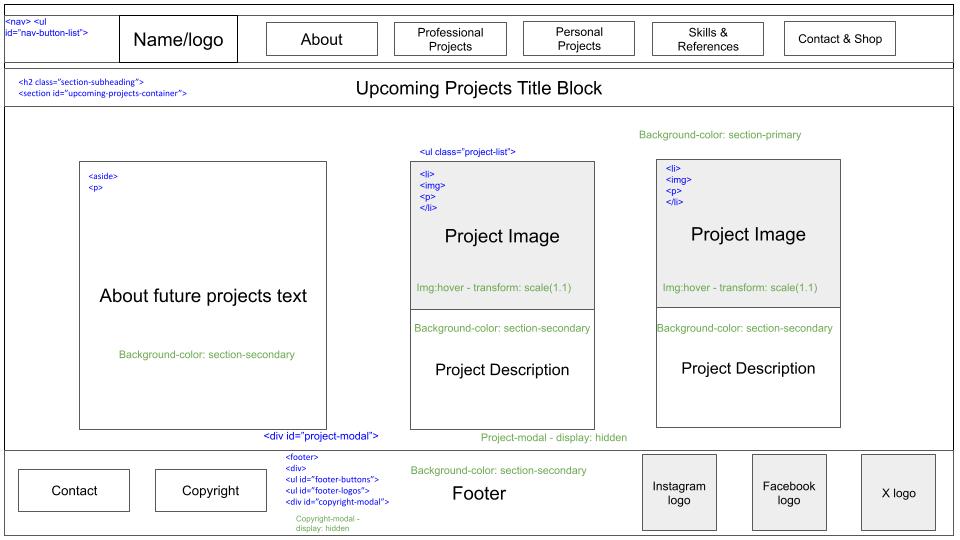 <nav> <ul
id="nav-button-list">
Name/logo
About
Professional
Projects
Personal
Projects
Skills &
References
Contact & Shop
<h2 class="section-subheading">
<section id="upcoming-projects-container">
Upcoming Projects Title Block
Background-color: section-primary
<aside>
<p>
About future projects text
Background-color: section-secondary
<ul class="project-list">
<li>
<img>
<p>
</li>
Project Image
Img:hover - transform: scale(1.1)
Background-color: section-secondary
Project Description
<li>
<img>
<p>
</li>
Project Image
Img:hover - transform: scale(1.1)
Background-color: section-secondary
Project Description
<div id="project-modal">
Project-modal - display: hidden
Contact
Copyright
<footer>
<div>
<ul id="footer-buttons">
<ul id="footer-logos">
<div id="copyright-modal">
Copyright-modal -
display: hidden
Background-color: section-secondary
Footer
Instagram
logo
Facebook
logo
X logo